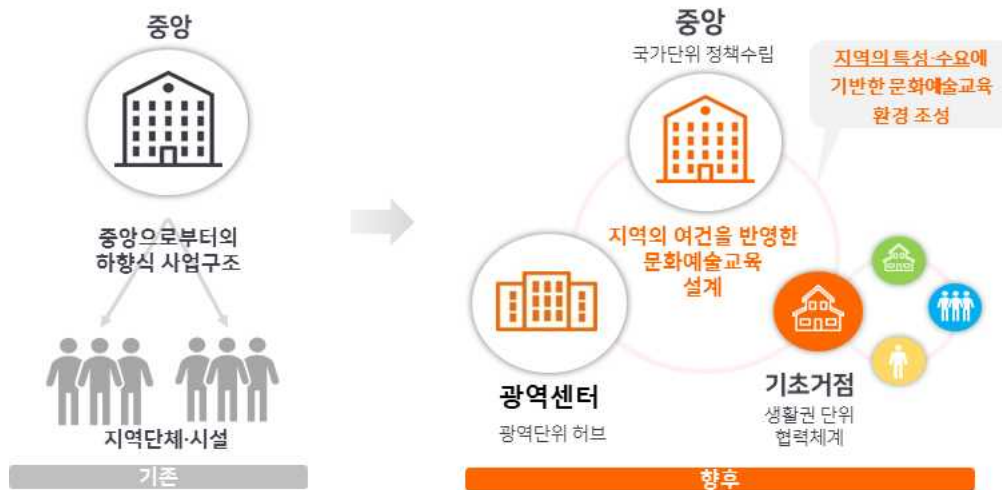 중앙
중앙으로부터의
하향식 사업구조
지역단체·시설
기존
중앙
국가단위 정책수립
지역의 특성·수요에
기반한 문화예술교육
환경 조성
지역의 여건을 반영한
문화예술교육
설계
광역센터
광역단위 허브
기초거점
생활권 단위
협력체계
향후